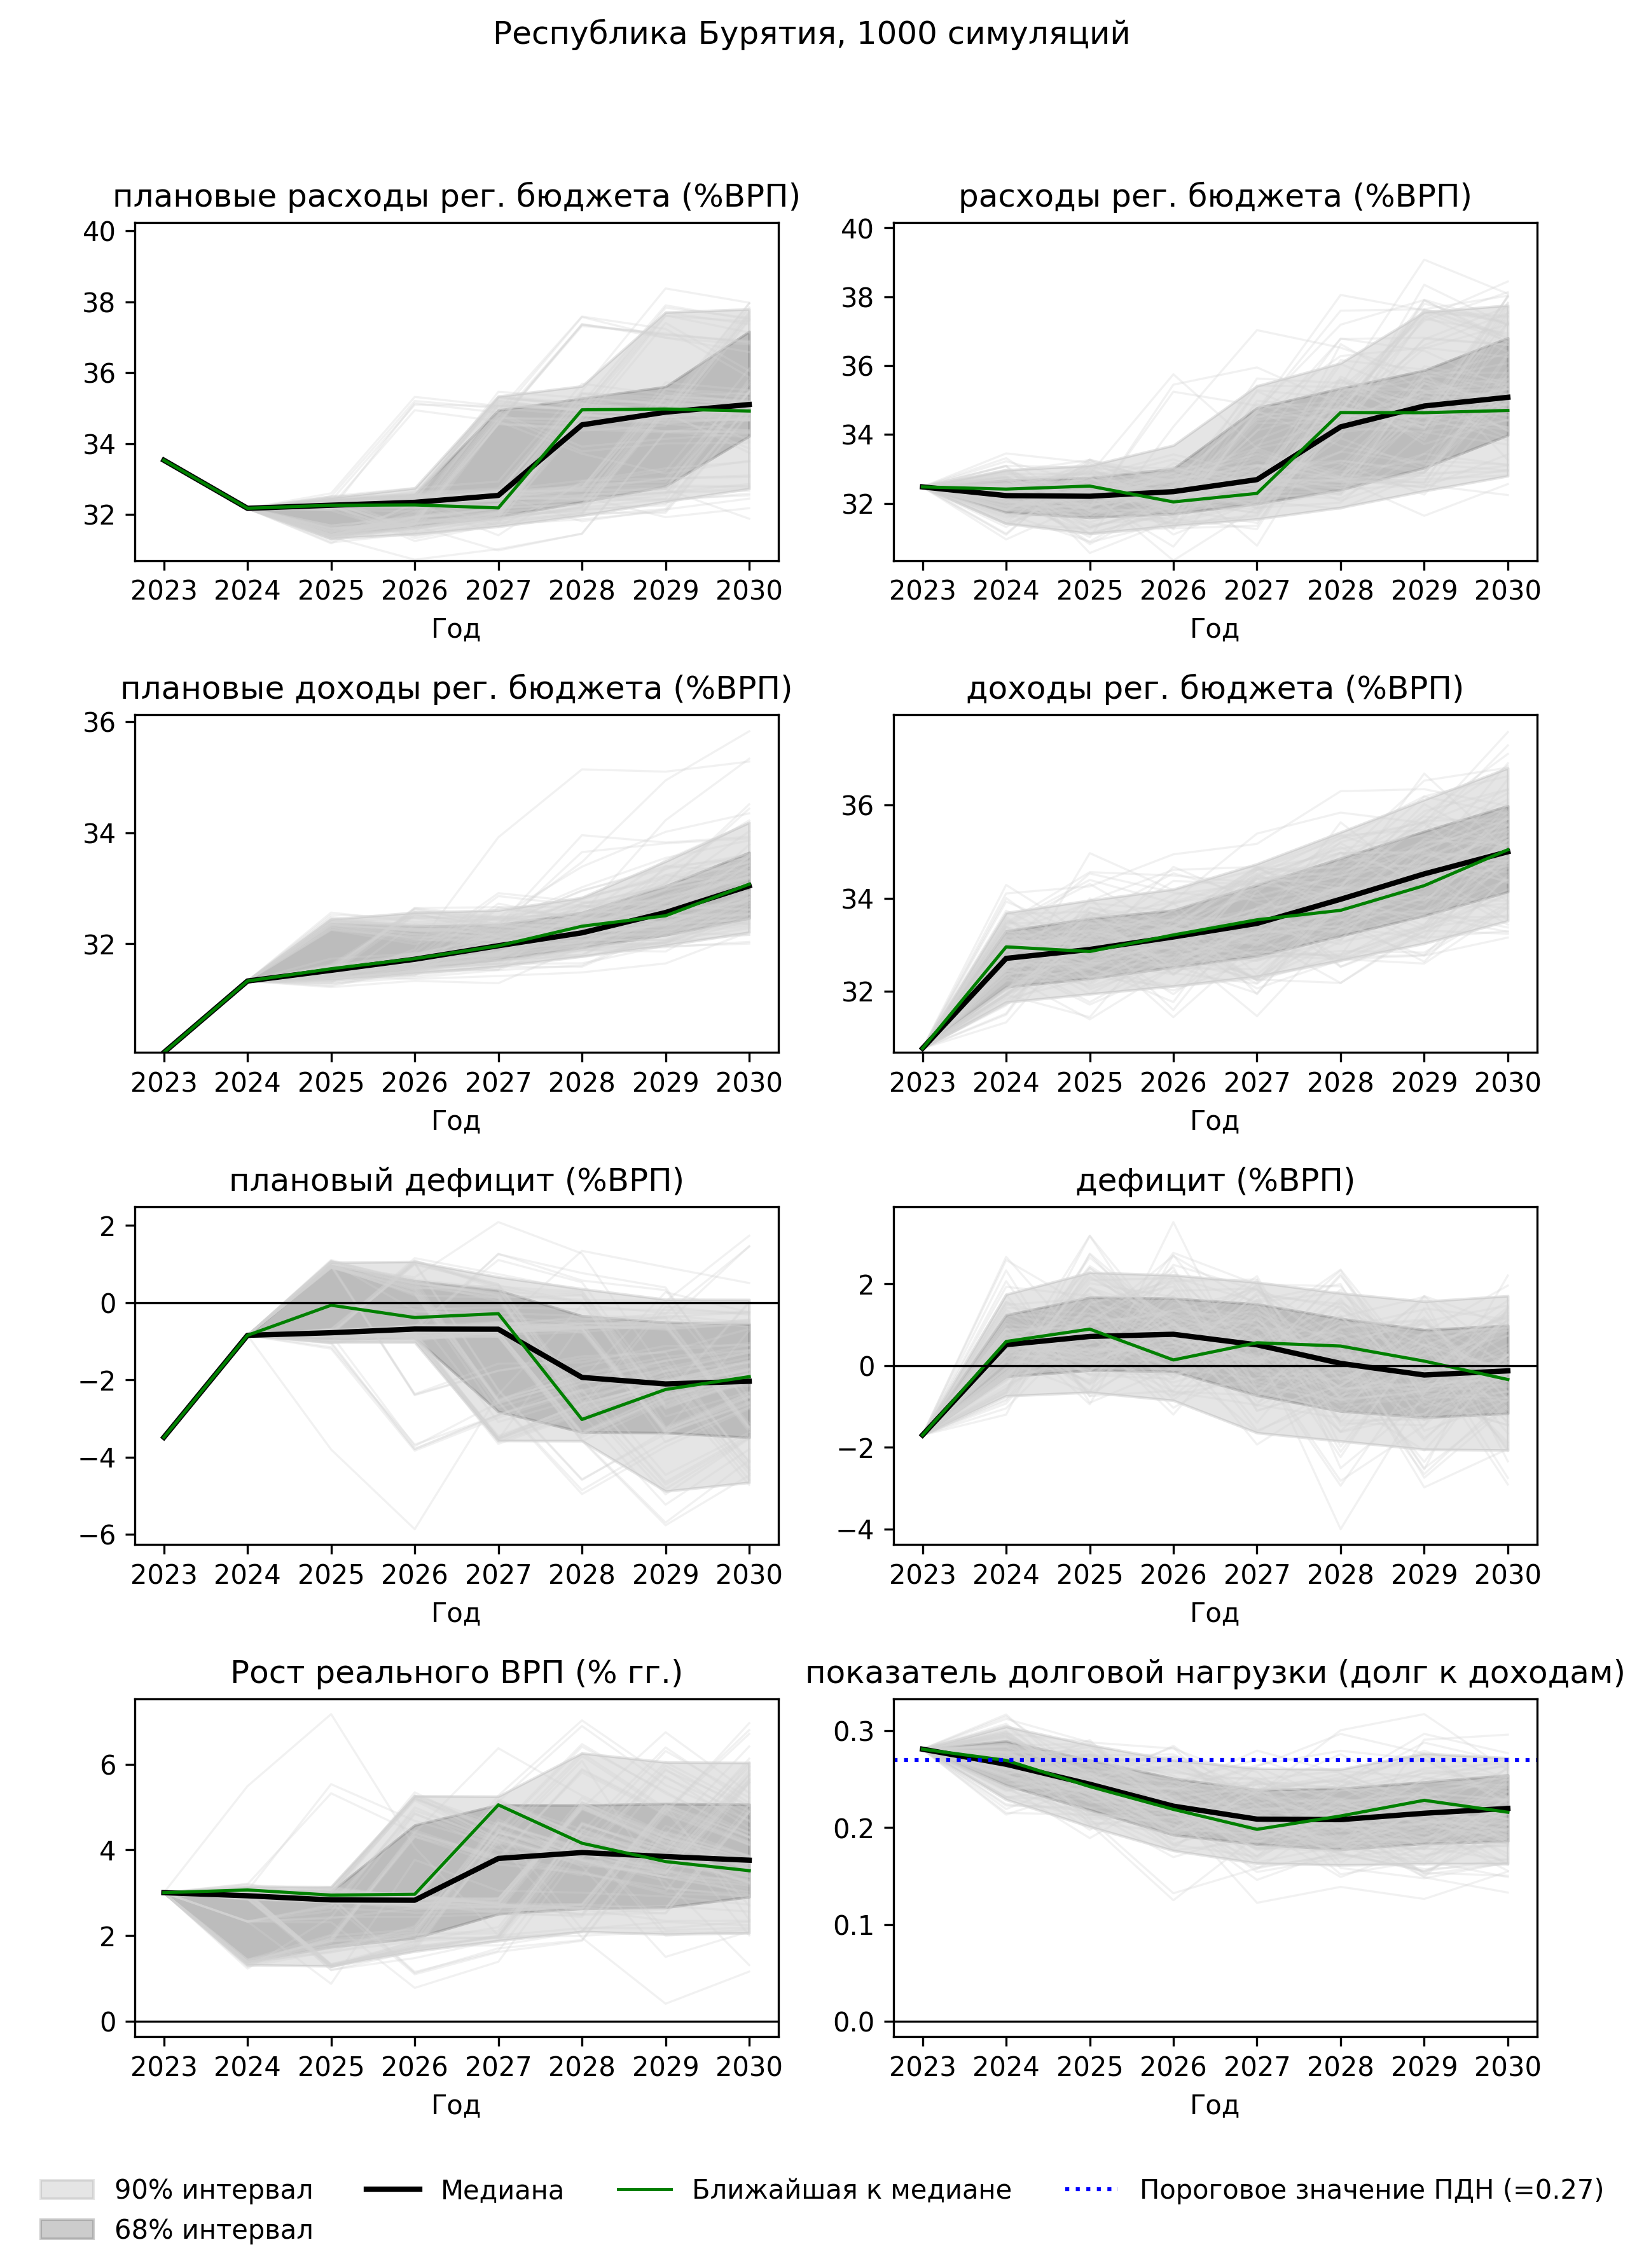 Республика Бурятия, 1000 симуляций
плановые расходы рег. бюджета (%ВРП)
40
38
36
34
32
2023 2024 2025 2026 2027 2028 2029 2030
Год
расходы рег. бюджета (%ВРП)
40
38
36
34
32
2023 2024 2025 2026 2027 2028 2029 2030
Год
плановые доходы рег. бюджета (%ВРП)
36
34
32
2023 2024 2025 2026 2027 2028 2029 2030
Год
доходы рег. бюджета (%ВРП)
36
34
32
2023 2024 2025 2026 2027 2028 2029 2030
Год
плановый дефицит (%ВРП)
2
0
−2
−4
−6
2023 2024 2025 2026 2027 2028 2029 2030
Год
дефицит (%ВРП)
2
0
−2
−4
2023 2024 2025 2026 2027 2028 2029 2030
Год
Рост реального ВРП (% гг.)
6
4
2
0
2023 2024 2025 2026 2027 2028 2029 2030
Год
показатель долговой нагрузки (долг к доходам)
0.3
0.2
0.1
0.0
2023 2024 2025 2026 2027 2028 2029 2030
Год
90% интервал
68% интервал
Медиана
Ближайшая к медиане
Пороговое значение ПДН (=0.27)